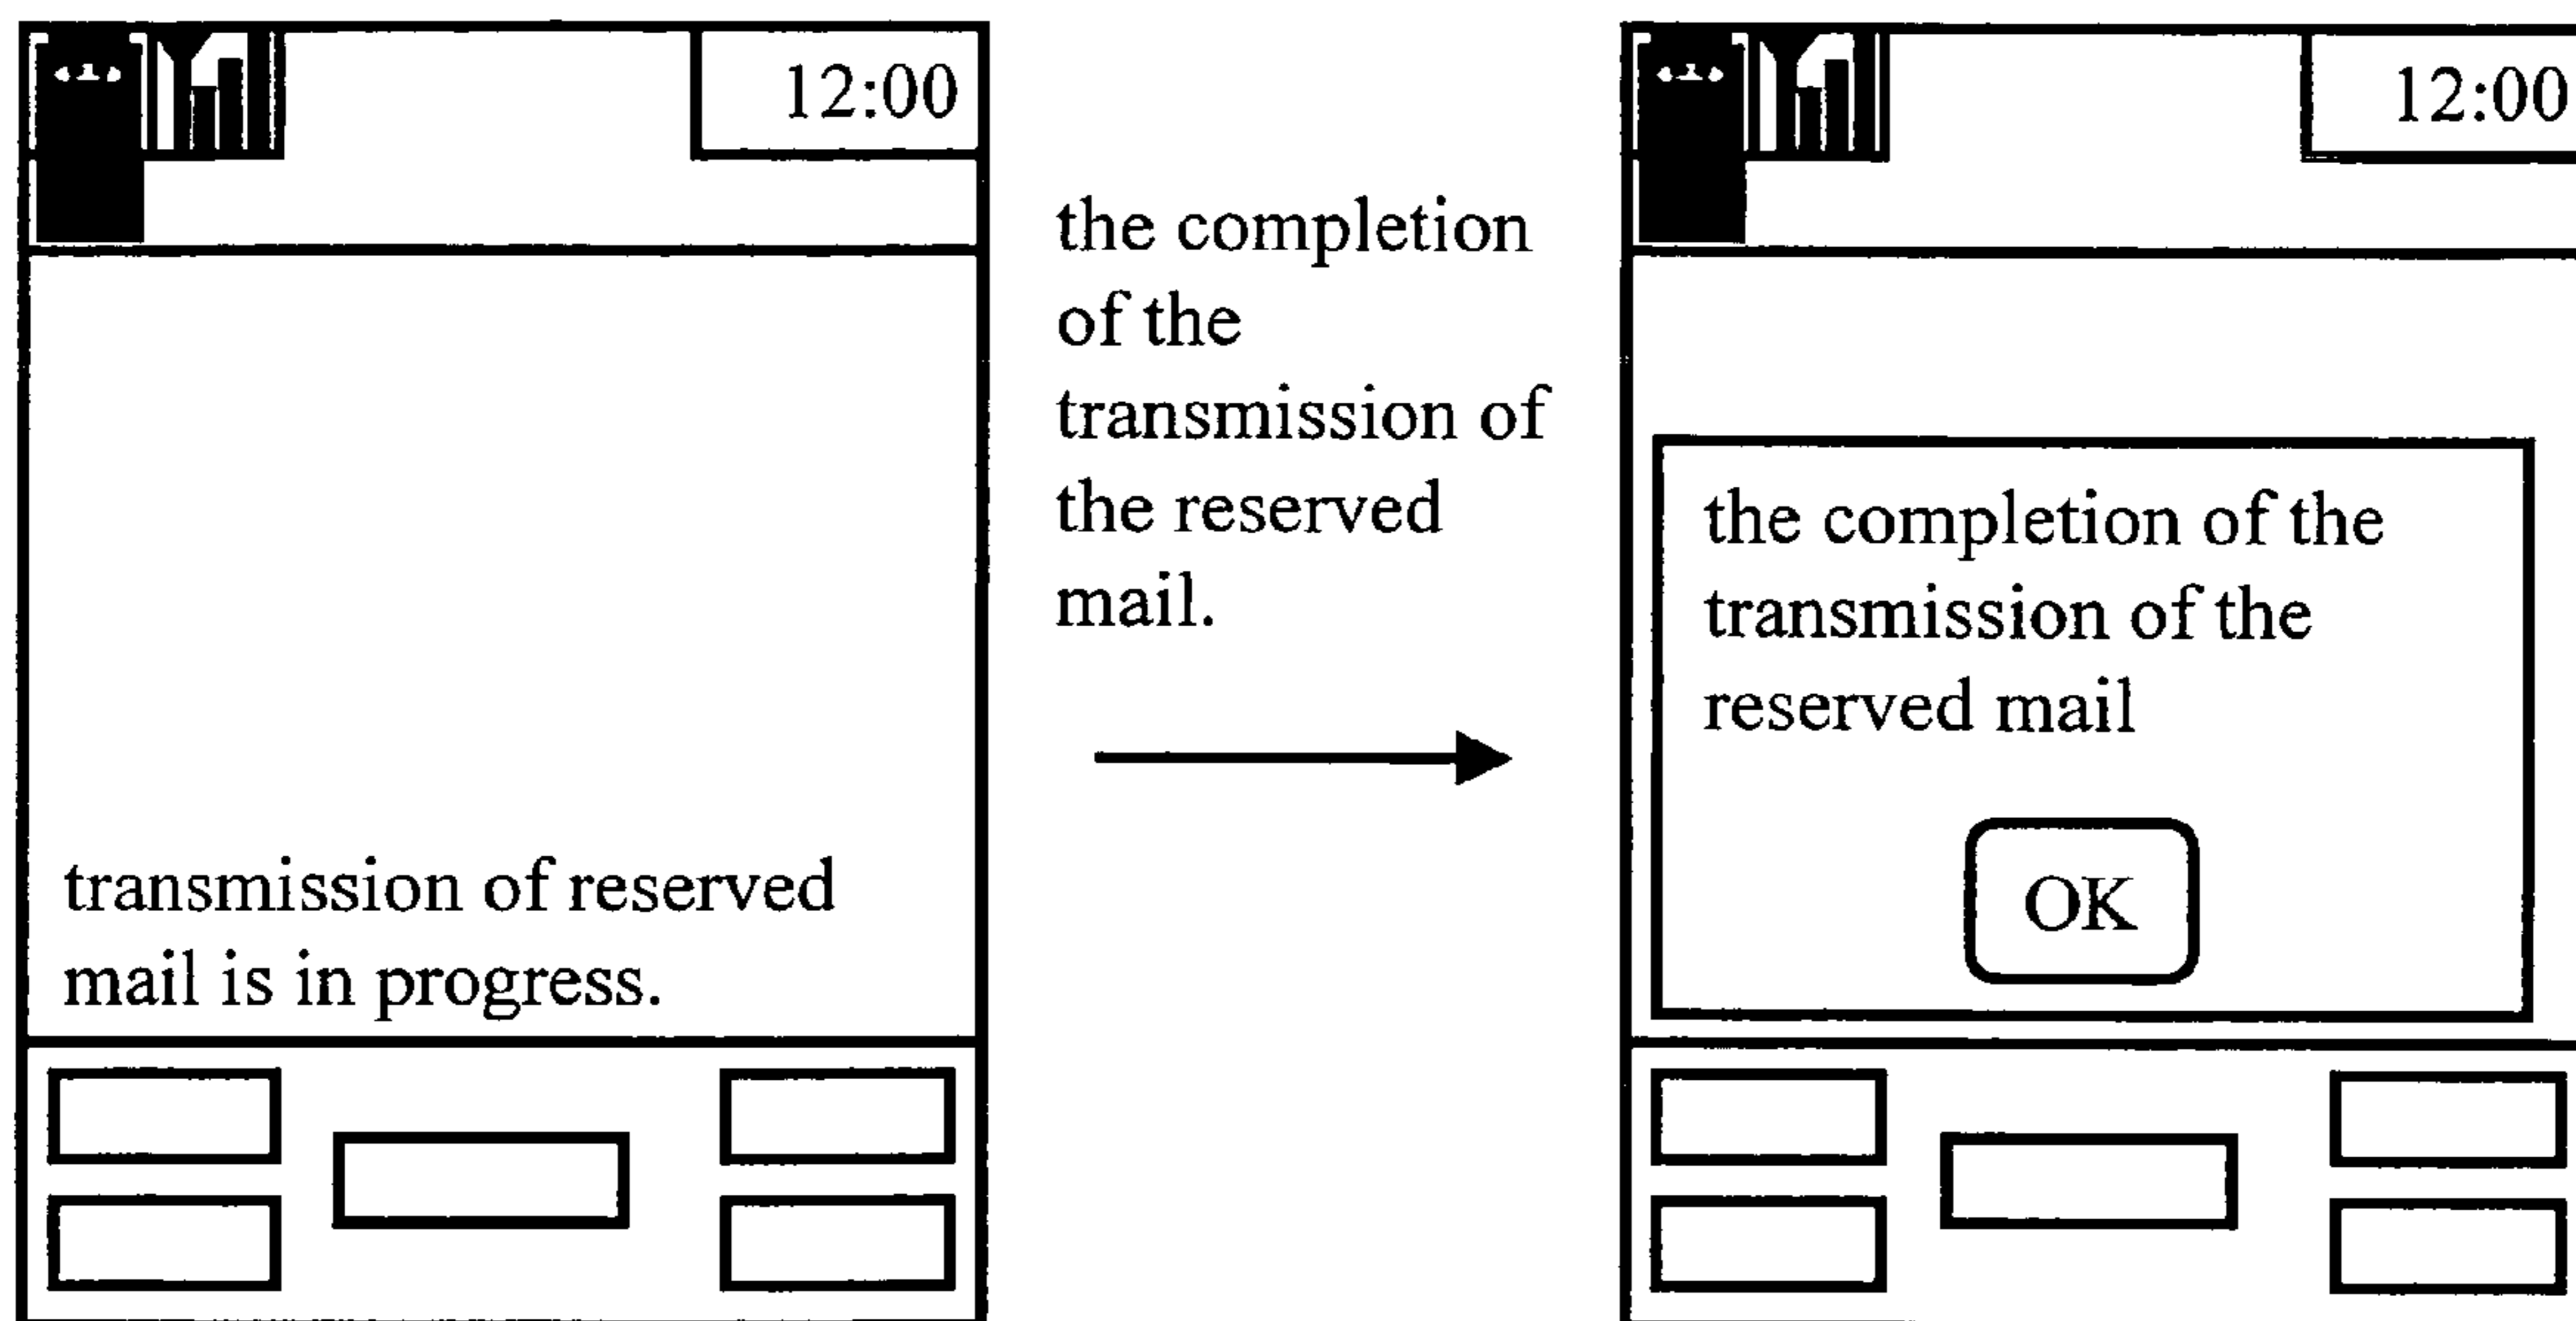 12:00
transmission of reserved
mail is in progress.
the completion
of the
transmission of
the reserved
mail.
12:00
the completion of the
transmission of the
reserved mail
OK